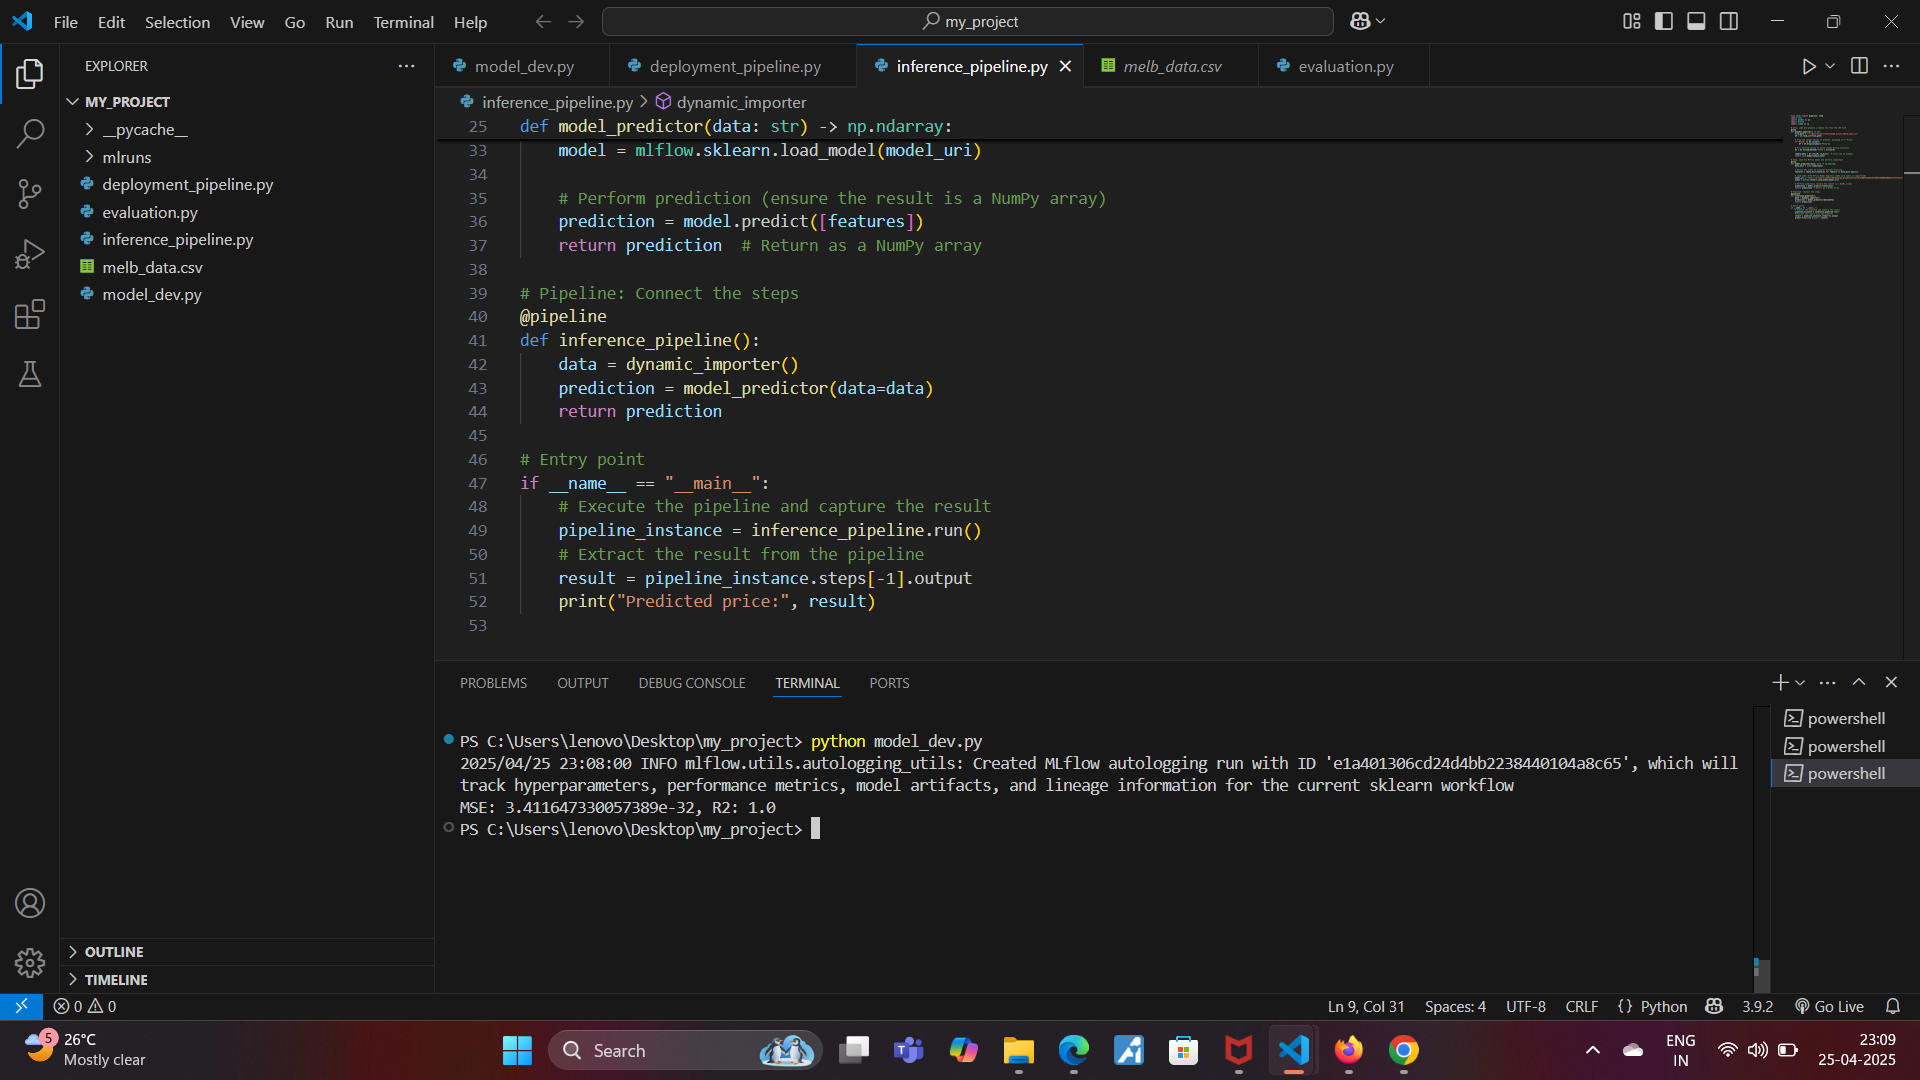 File Edit Selection View Go Run Terminal Help
my_project
EXPLORER
MY_PROJECT
__pycache__
mlruns
deployment_pipeline.py
evaluation.py
inference_pipeline.py
melb_data.csv
model_dev.py
OUTLINE
TIMELINE
model_dev.py deployment_pipeline.py inference_pipeline.py melb_data.csv evaluation.py
inference_pipeline.py > dynamic_importer
25 def model_predictor(data: str) -> np.ndarray:
33 model = mlflow.sklearn.load_model(model_uri)
34
35 # Perform prediction (ensure the result is a NumPy array)
36 prediction = model.predict([features])
37 return prediction # Return as a NumPy array
38
39 # Pipeline: Connect the steps
40 @pipeline
41 def inference_pipeline():
42 data = dynamic_importer()
43 prediction = model_predictor(data=data)
44 return prediction
45
46 # Entry point
47 if __name__ == "__main__":
48 # Execute the pipeline and capture the result
49 pipeline_instance = inference_pipeline.run()
50 # Extract the result from the pipeline
51 result = pipeline_instance.steps[-1].output
52 print("Predicted price:", result)
53
PROBLEMS OUTPUT DEBUG CONSOLE TERMINAL PORTS
PS C:\Users\lenovo\Desktop\my_project> python model_dev.py
2025/04/25 23:08:00 INFO mlflow.utils.autologging_utils: Created MLflow autologging run with ID 'e1a401306cd24d4bb2238440104a8c65', which will
track hyperparameters, performance metrics, model artifacts, and lineage information for the current sklearn workflow
MSE: 3.411647330057389e-32, R2: 1.0
PS C:\Users\lenovo\Desktop\my_project>
powershell
powershell
powershell
0 0 Ln 9, Col 31 Spaces: 4 UTF-8 CRLF {} Python 3.9.2 Go Live
5
26°C
Mostly clear
Search
ENG
IN
23:09
25-04-2025